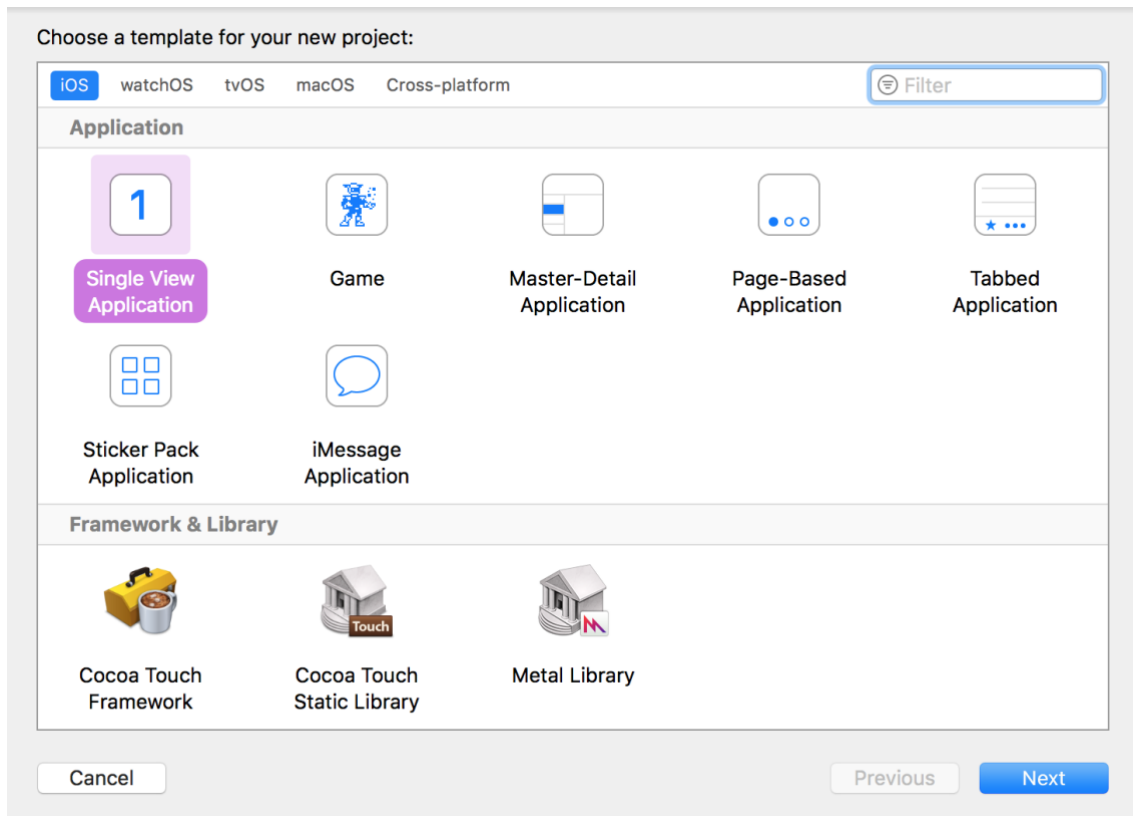 Choose a template for your new project:
iOS watchOS tvOS macOS Cross-platform Filter
Application
1
Single View Application
Game
Master-Detail Application
Page-Based Application
Tabbed Application
Sticker Pack Application
iMessage Application
Framework & Library
Touch
Cocoa Touch Framework
Cocoa Touch Static Library
Metal Library
Cancel Previous Next